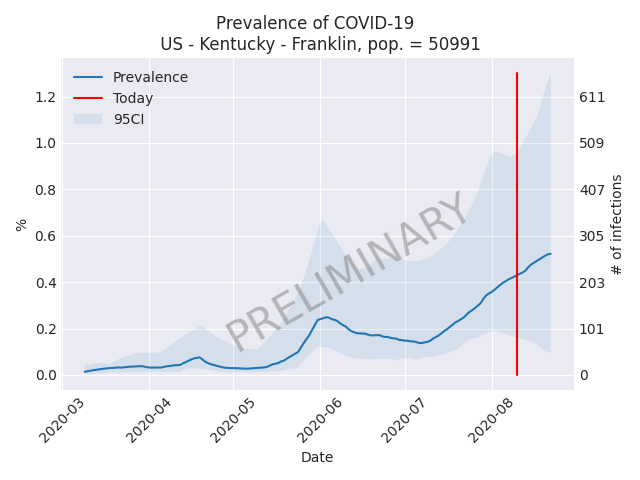 Prevalence of COVID-19
US - Kentucky - Franklin, pop. = 50991
Prevalence
Today
95CI
PRELIMINARY
%
1.2
1.0
0.8
0.6
0.4
0.2
0.0
611
509
407
305
203
101
0
# of infections
2020-03
2020-04
2020-05
2020-06
2020-07
2020-08
Date